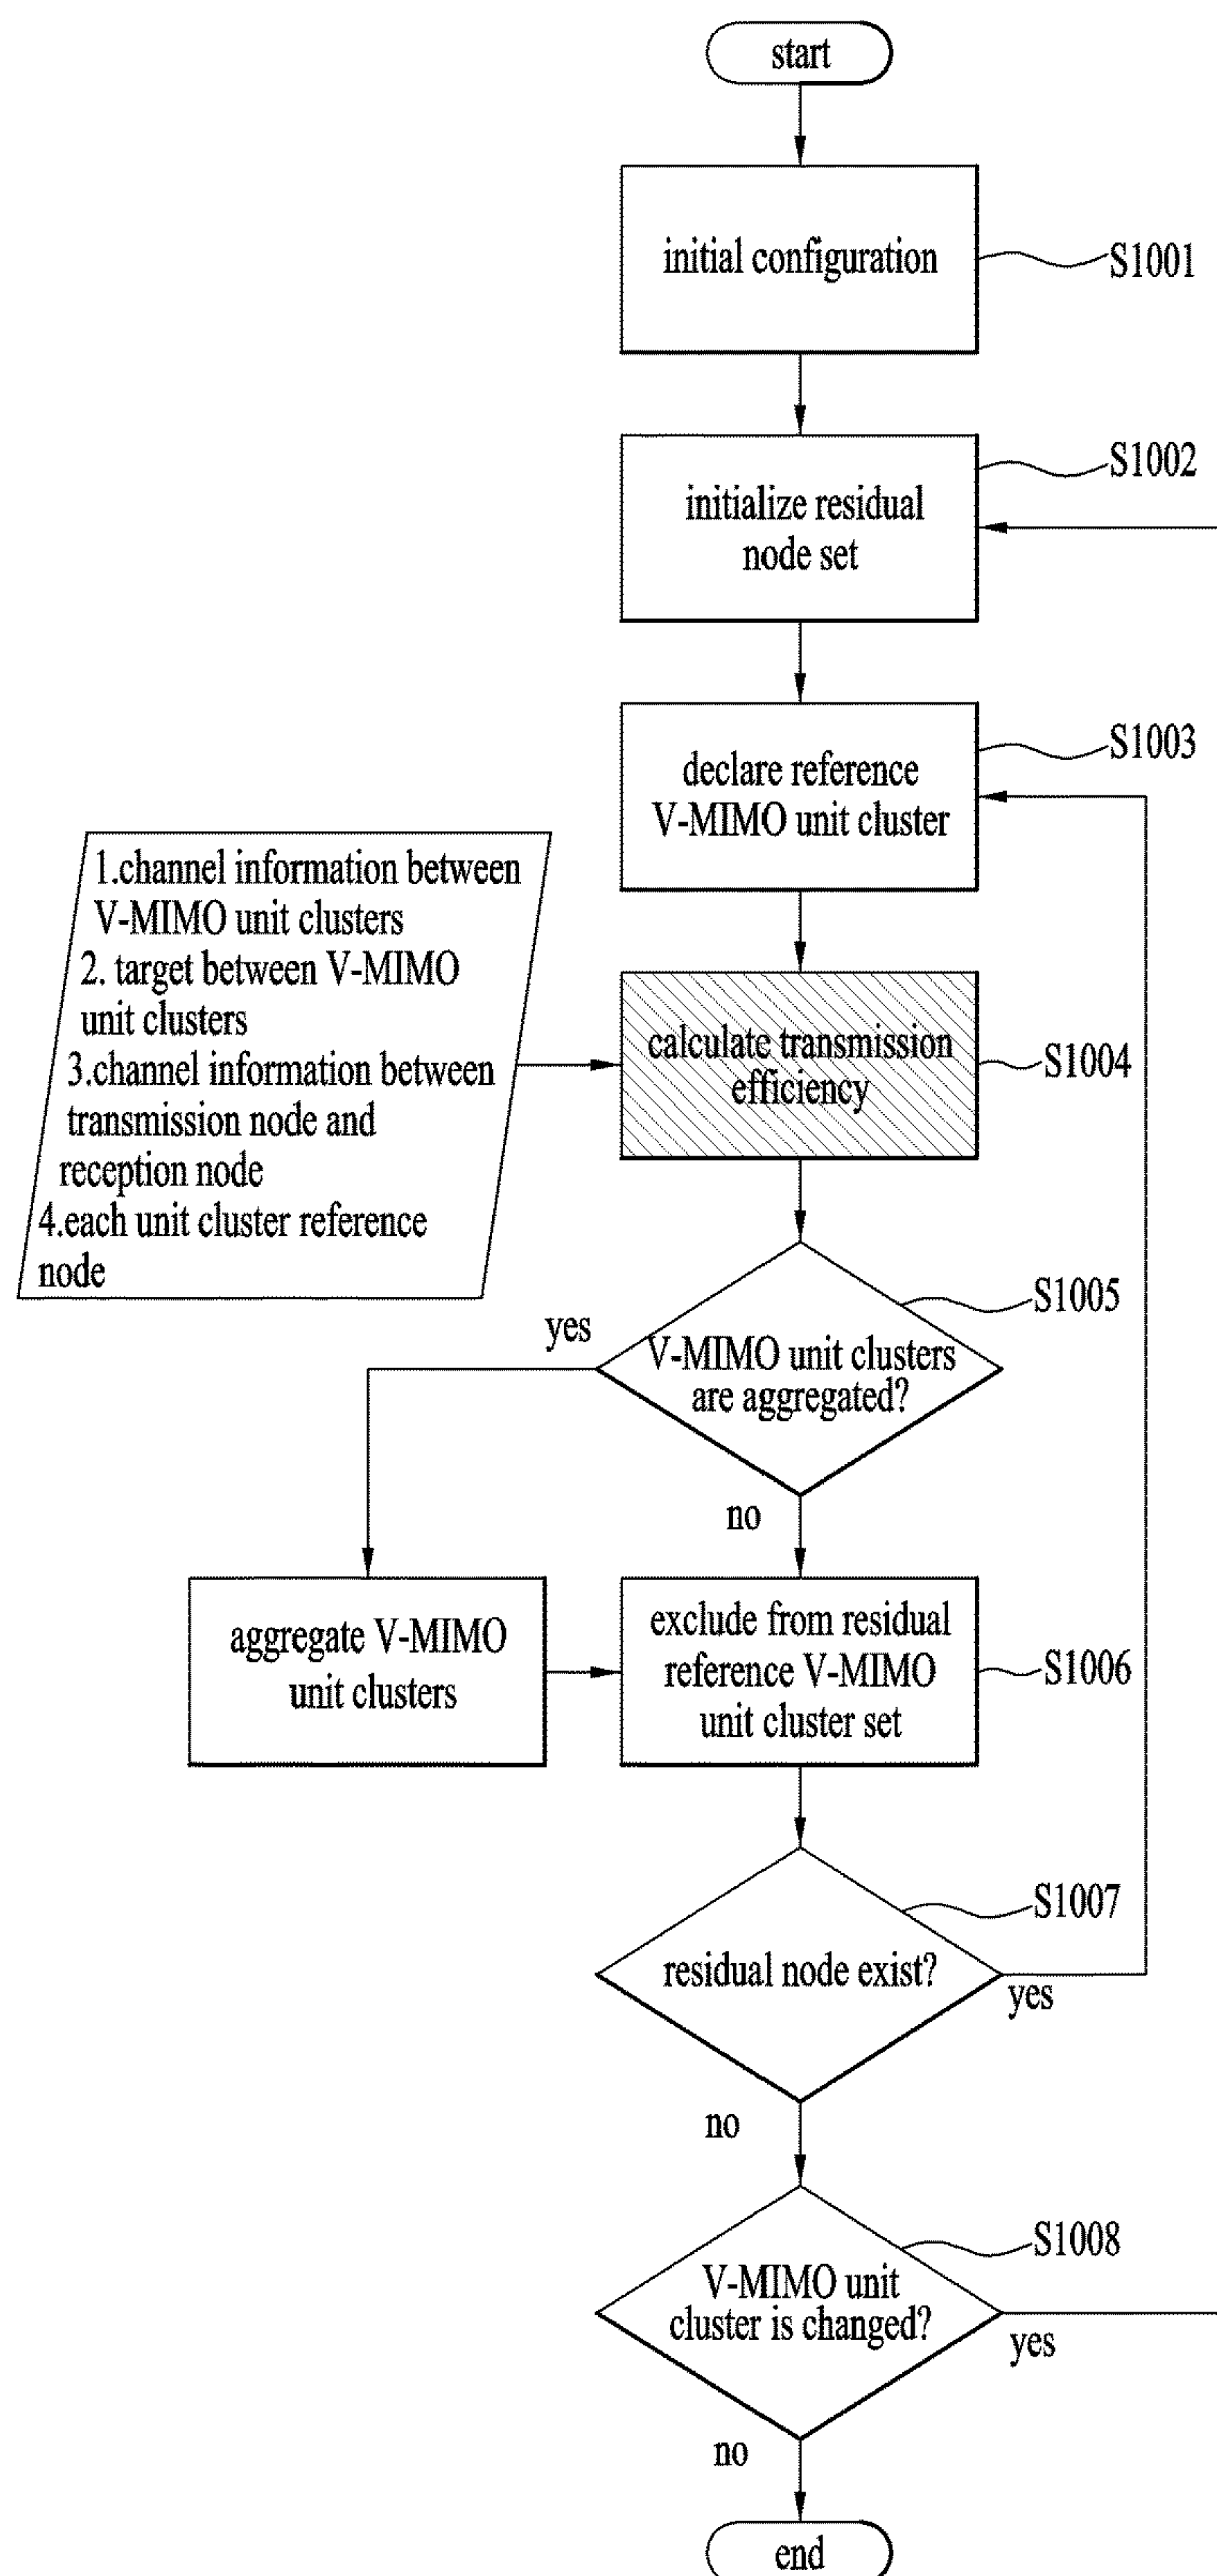 start
initial configuration
S1001
initialize residual
node set
S1002
declare reference
V-MIMO unit cluster
S1003
1.channel information between
V-MIMO unit clusters
2. target between V-MIMO
unit clusters
3.channel information between
transmission node and
reception node
4.each unit cluster reference
node
calculate transmission
efficiency
S1004
V-MIMO unit clusters
are aggregated?
S1005
yes
no
aggregate V-MIMO
unit clusters
exclude from residual
reference V-MIMO
unit cluster set
S1006
residual node exist?
S1007
yes
no
V-MIMO unit
cluster is changed?
S1008
yes
no
end